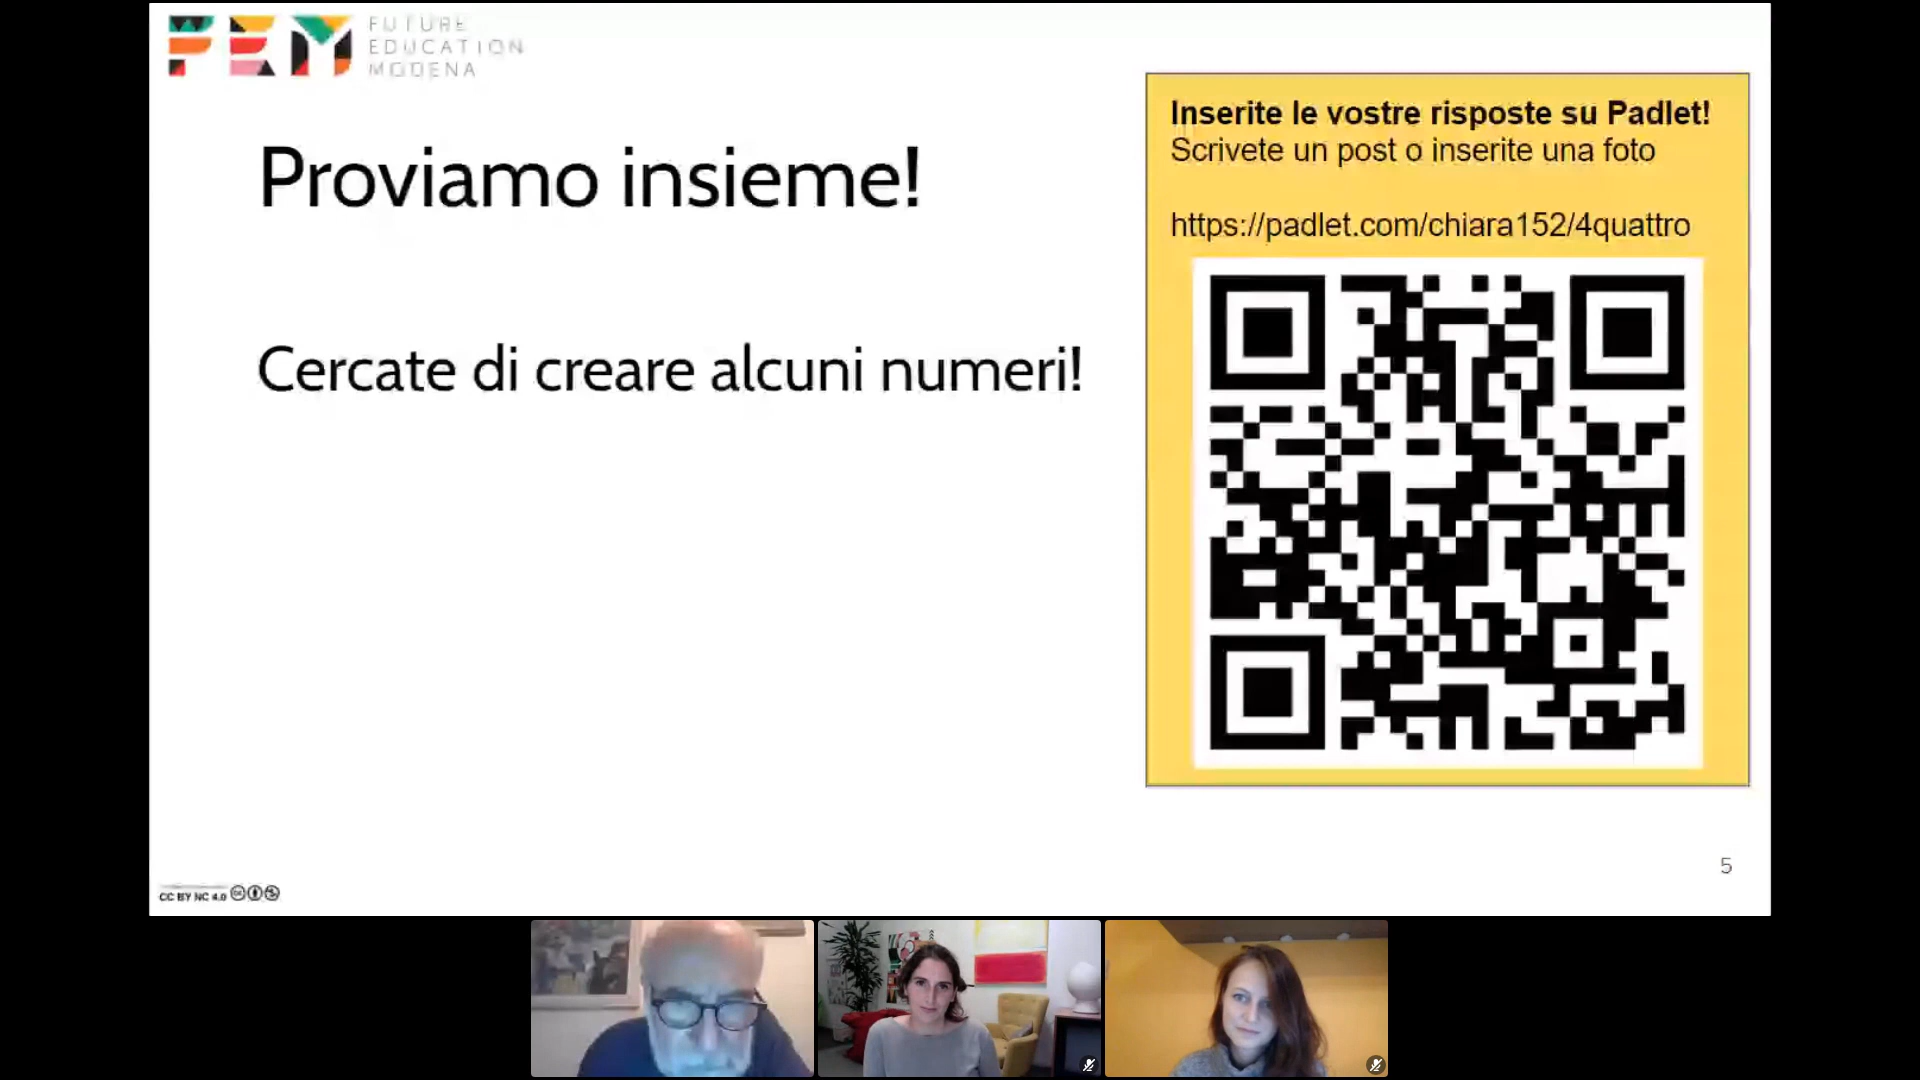 FEM
FUTURE
EDUCATION
MODENA
Proviamo insieme!
Cercate di creare alcuni numeri!
Inserite le vostre risposte su Padlet!
Scrivete un post o inserite una foto
https://padlet.com/chiara152/4quattro
5
CC BY NC 4.0